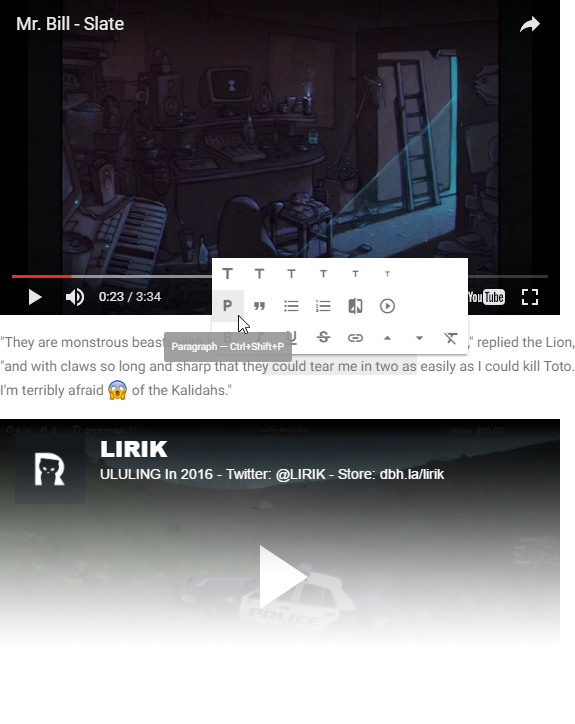 Mr. Bill - Slate
T T T T T T
P
0:23 / 3:34
YouTube
Paragraph — Ctrl+Shift+P
"They are monstrous beast ," replied the Lion,
"and with claws so long and sharp that they could tear me in two as easily as I could kill Toto.
I'm terribly afraid 😱 of the Kalidahs."
LIRIK
ULULING In 2016 - Twitter: @LIRIK - Store: dbh.la/lirik
POLICE